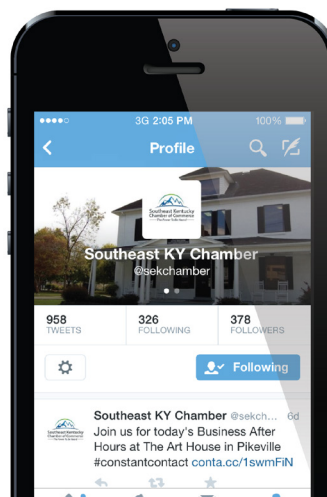 3G 2:05 PM 100%
Profile
Southeast Kentucky
Chamber of Commerce
Southeast KY Chamber
@sekchamber
958 326 378
TWEETS FOLLOWING FOLLOWERS
Following
Southeast KY Chamber @sekch... 6d
Join us for today's Business After
Hours at The Art House in Pikeville
#constantcontact conta.cc/1swmFiN